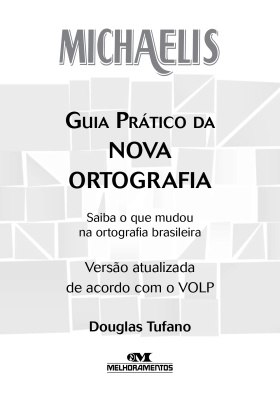 MICHAELIS
GUIA PRÁTICO DA
NOVA
ORTOGRAFIA
Saiba o que mudou
na ortografia brasileira
Versão atualizada
de acordo com o VOLP
Douglas Tufano
MELHORAMENTOS